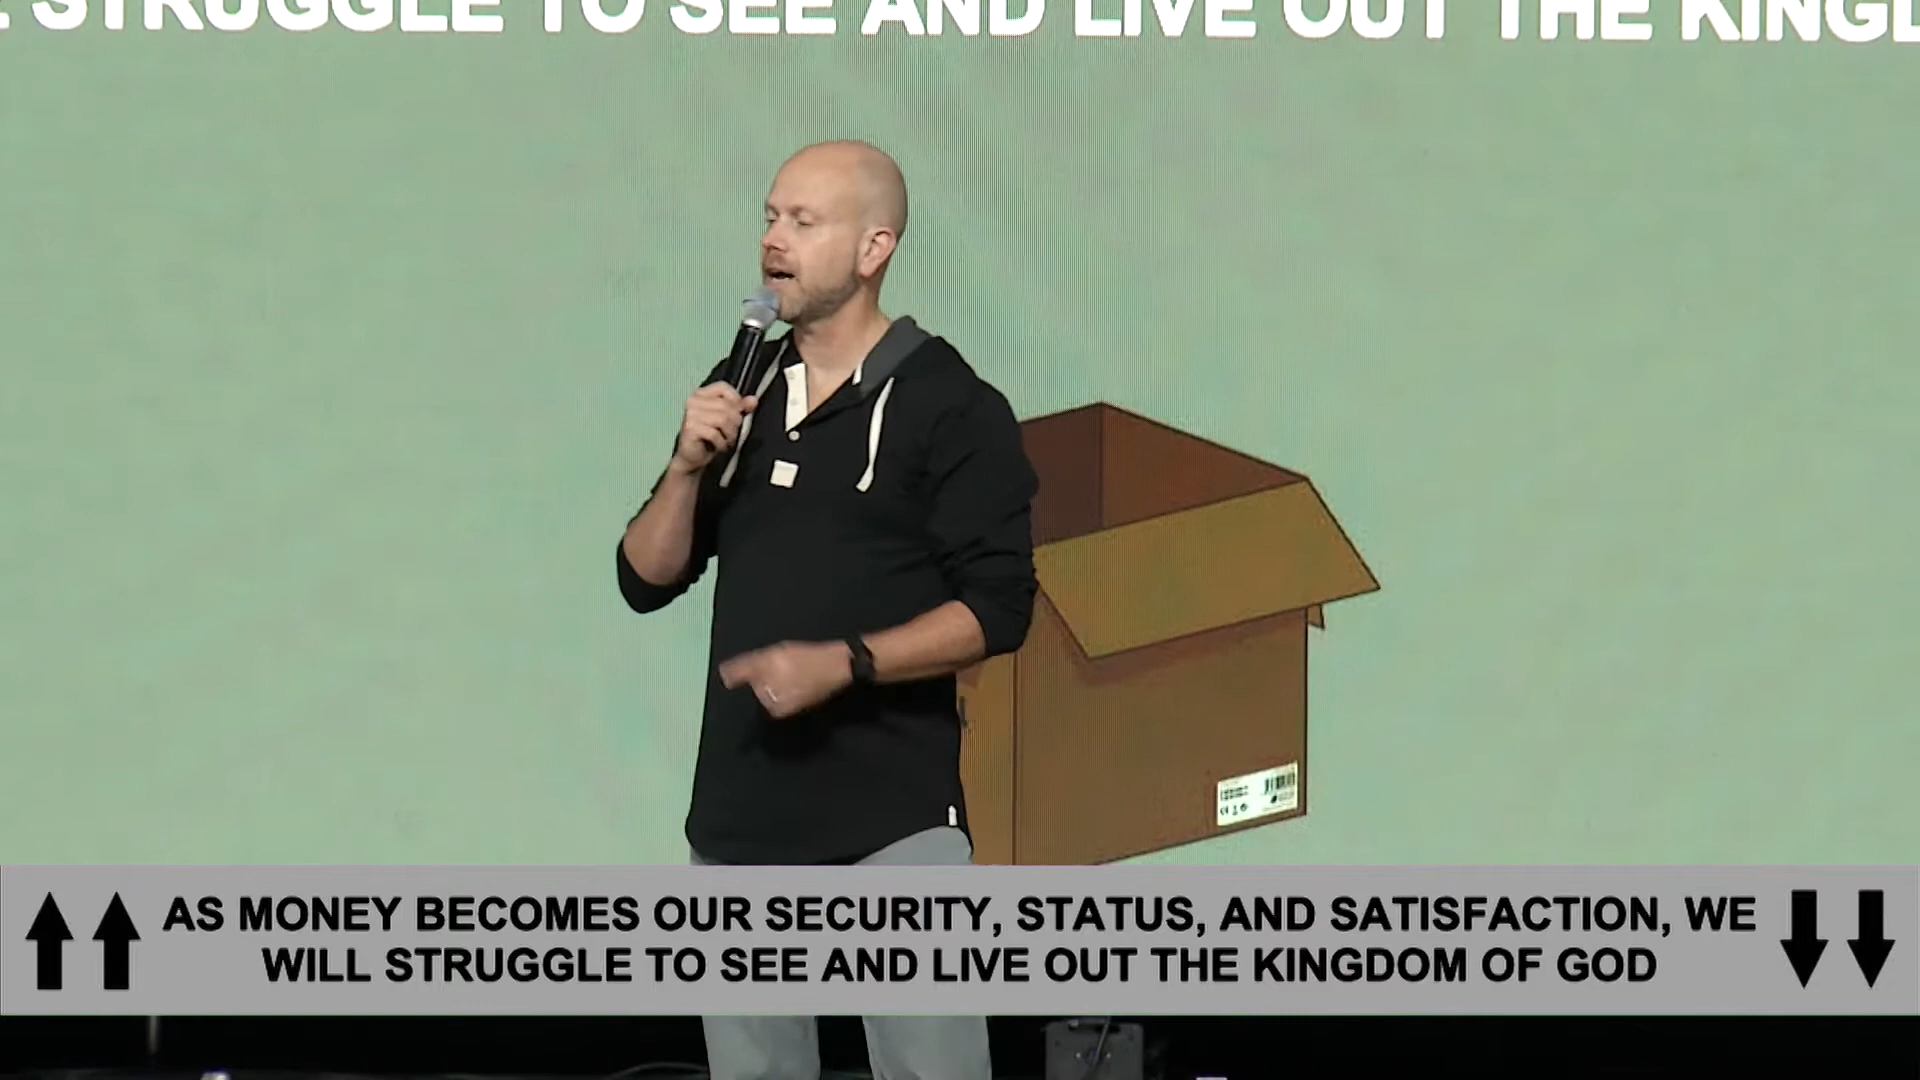 STRUGGLE TO SEE AND LIVE OUT THE
AS MONEY BECOMES OUR SECURITY, STATUS, AND SATISFACTION, WE
WILL STRUGGLE TO SEE AND LIVE OUT THE KINGDOM OF GOD